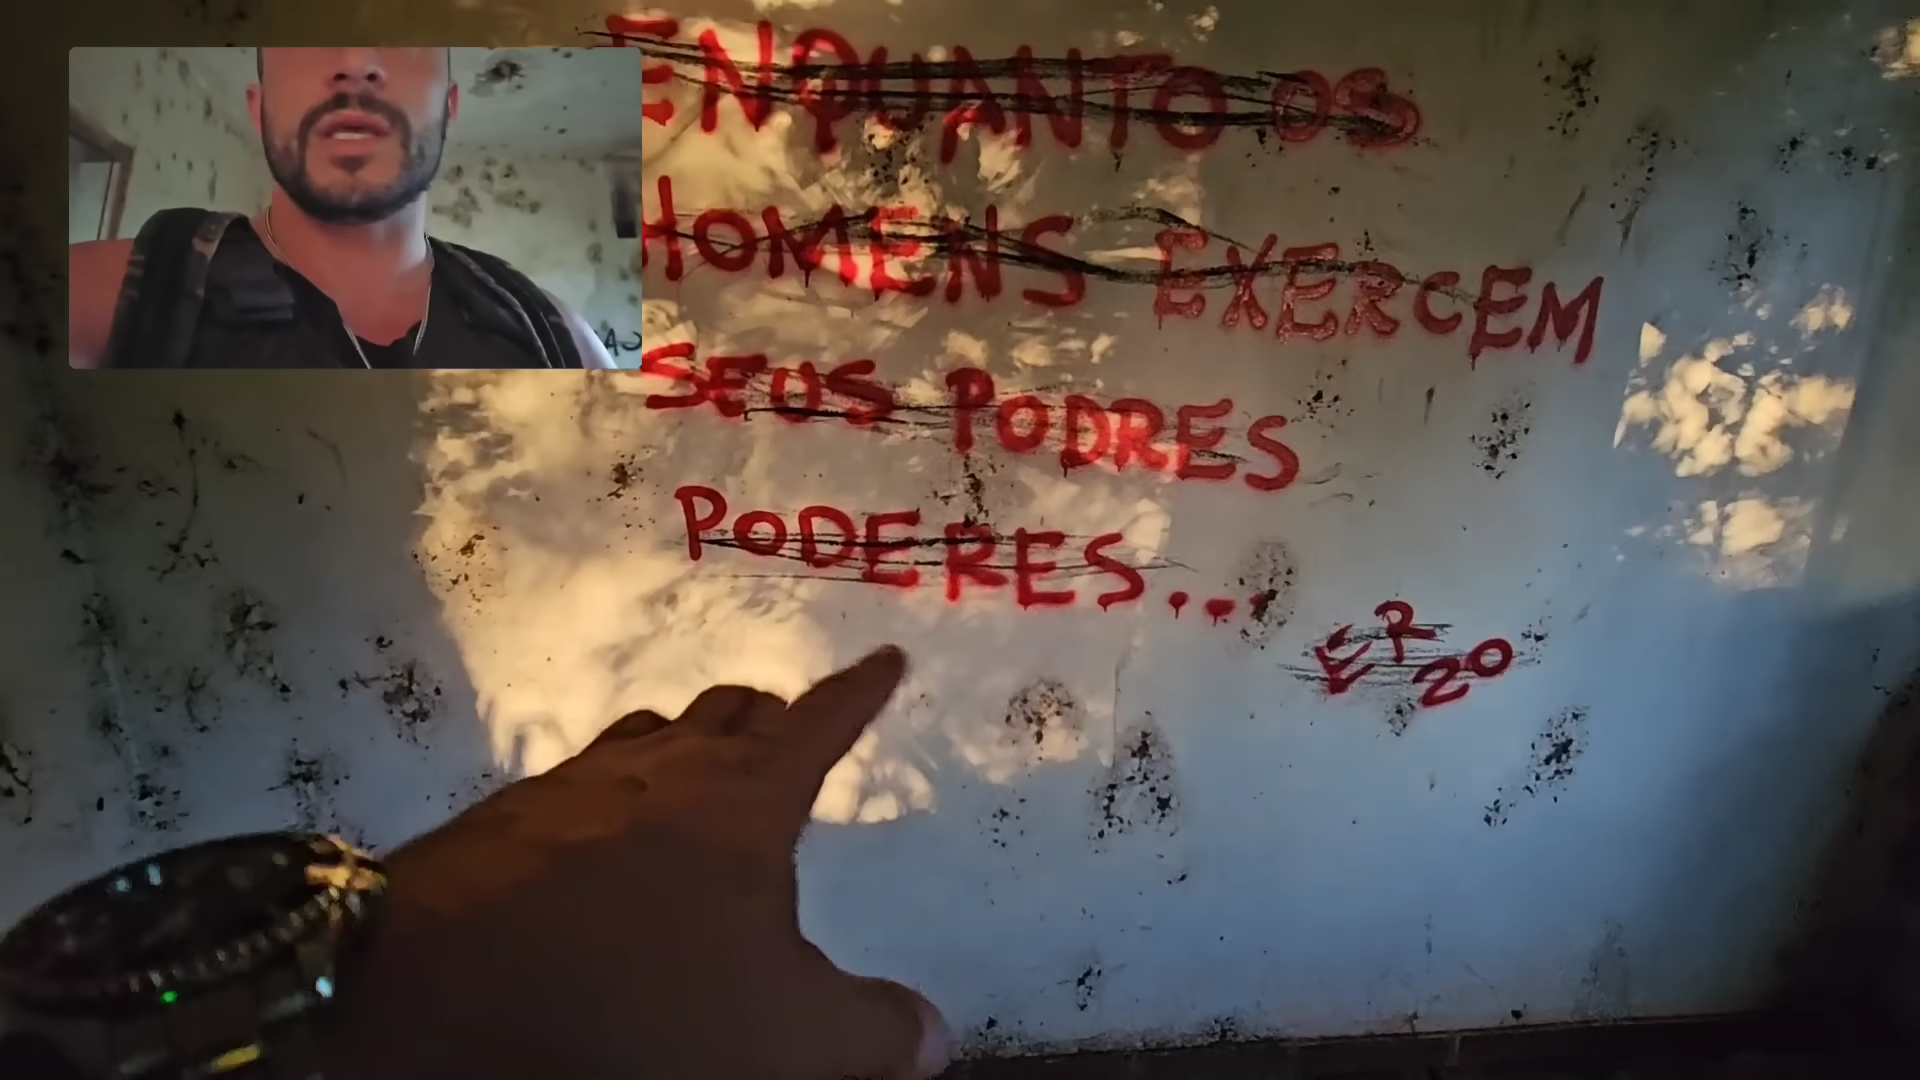 ENQUANTO OS
HOMENS EXERCEM
SEUS PODRES
PODERES...
ER
20